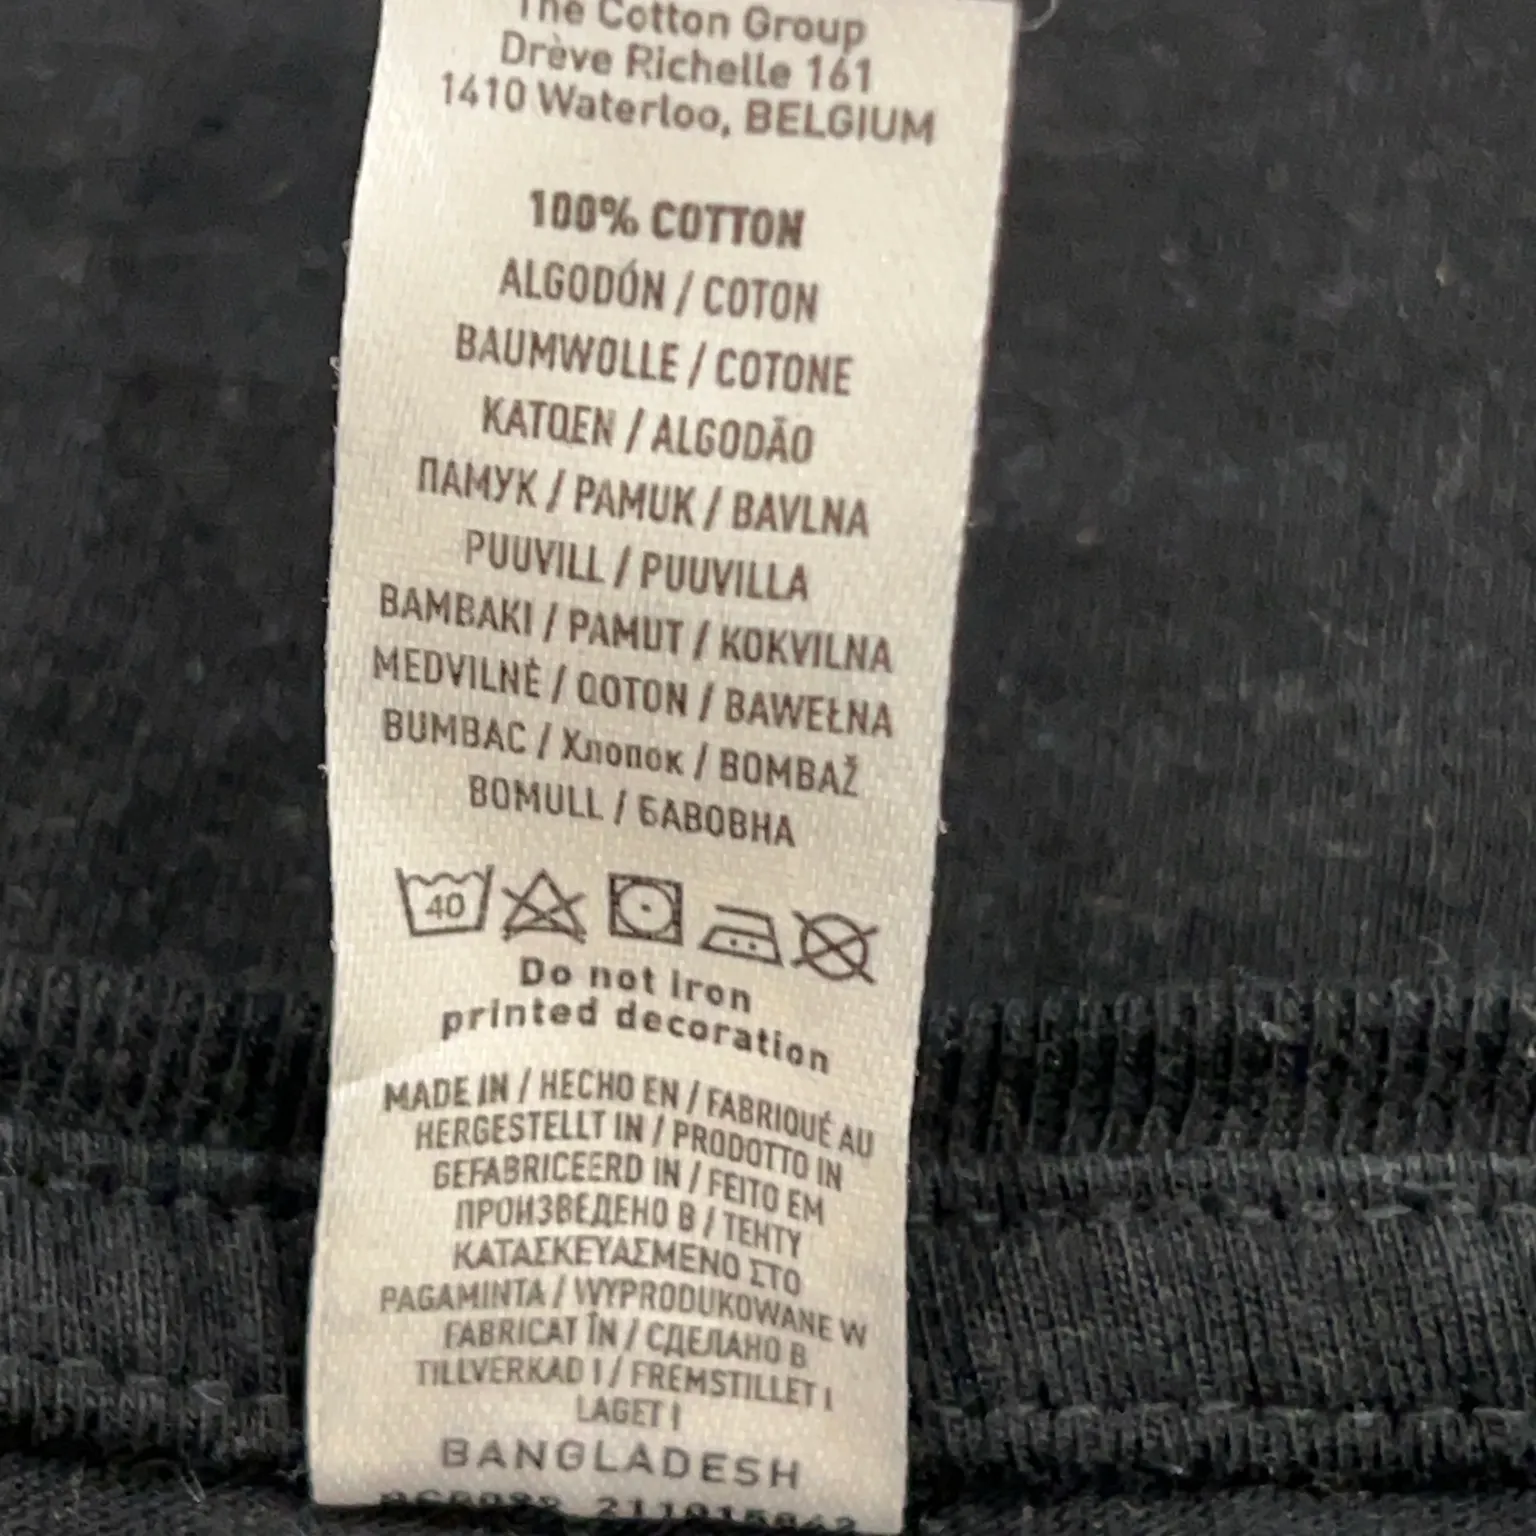 The Cotton Group
Drève Richelle 161
1410 Waterloo, BELGIUM
100% COTTON
ALGODÓN / COTON
BAUMWOLLE / COTONE
KATOEN / ALGODÃO
ПАМУК / PAMUK / BAVLNA
PUUVILL / PUUVILLA
BAMBAKI / PAMUT / KOKVILNA
MEDVILNĖ / QOTON / BAWEŁNA
BUMBAC / Хлопок / BOMBAŽ
BOMULL / БАВОВНА
40
Do not Iron
printed decoration
MADE IN / HECHO EN / FABRIQUÉ AU
HERGESTELLT IN / PRODOTTO IN
GEFABRICEERD IN / FEITO EM
ПРОИЗВЕДЕНО В / TEHTY
ΚΑΤΑΣΚΕΥΑΣΜΕΝΟ ΣΤΟ
PAGAMINTA / WYPRODUKOWANE W
FABRICAT ÎN / СДЕЛАНО В
TILLVERKAD I / FREMSTILLET I
LAGET I
BANGLADESH